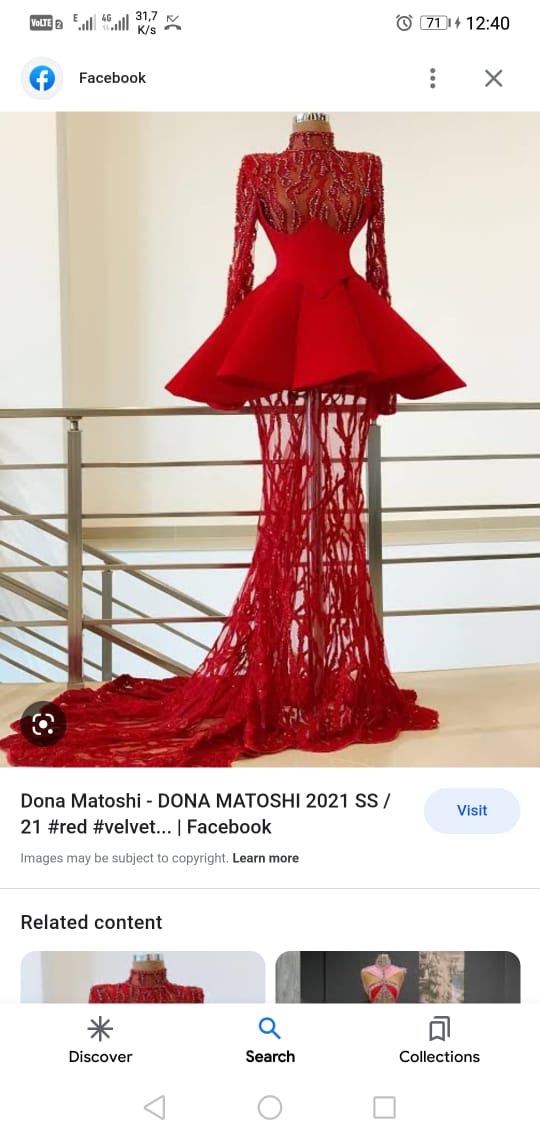 VoLTE 2 E 4G 31,7 K/s 71 12:40
Facebook
Dona Matoshi - DONA MATOSHI 2021 SS /
21 #red #velvet... | Facebook
Visit
Images may be subject to copyright. Learn more
Related content
Discover
Search
Collections